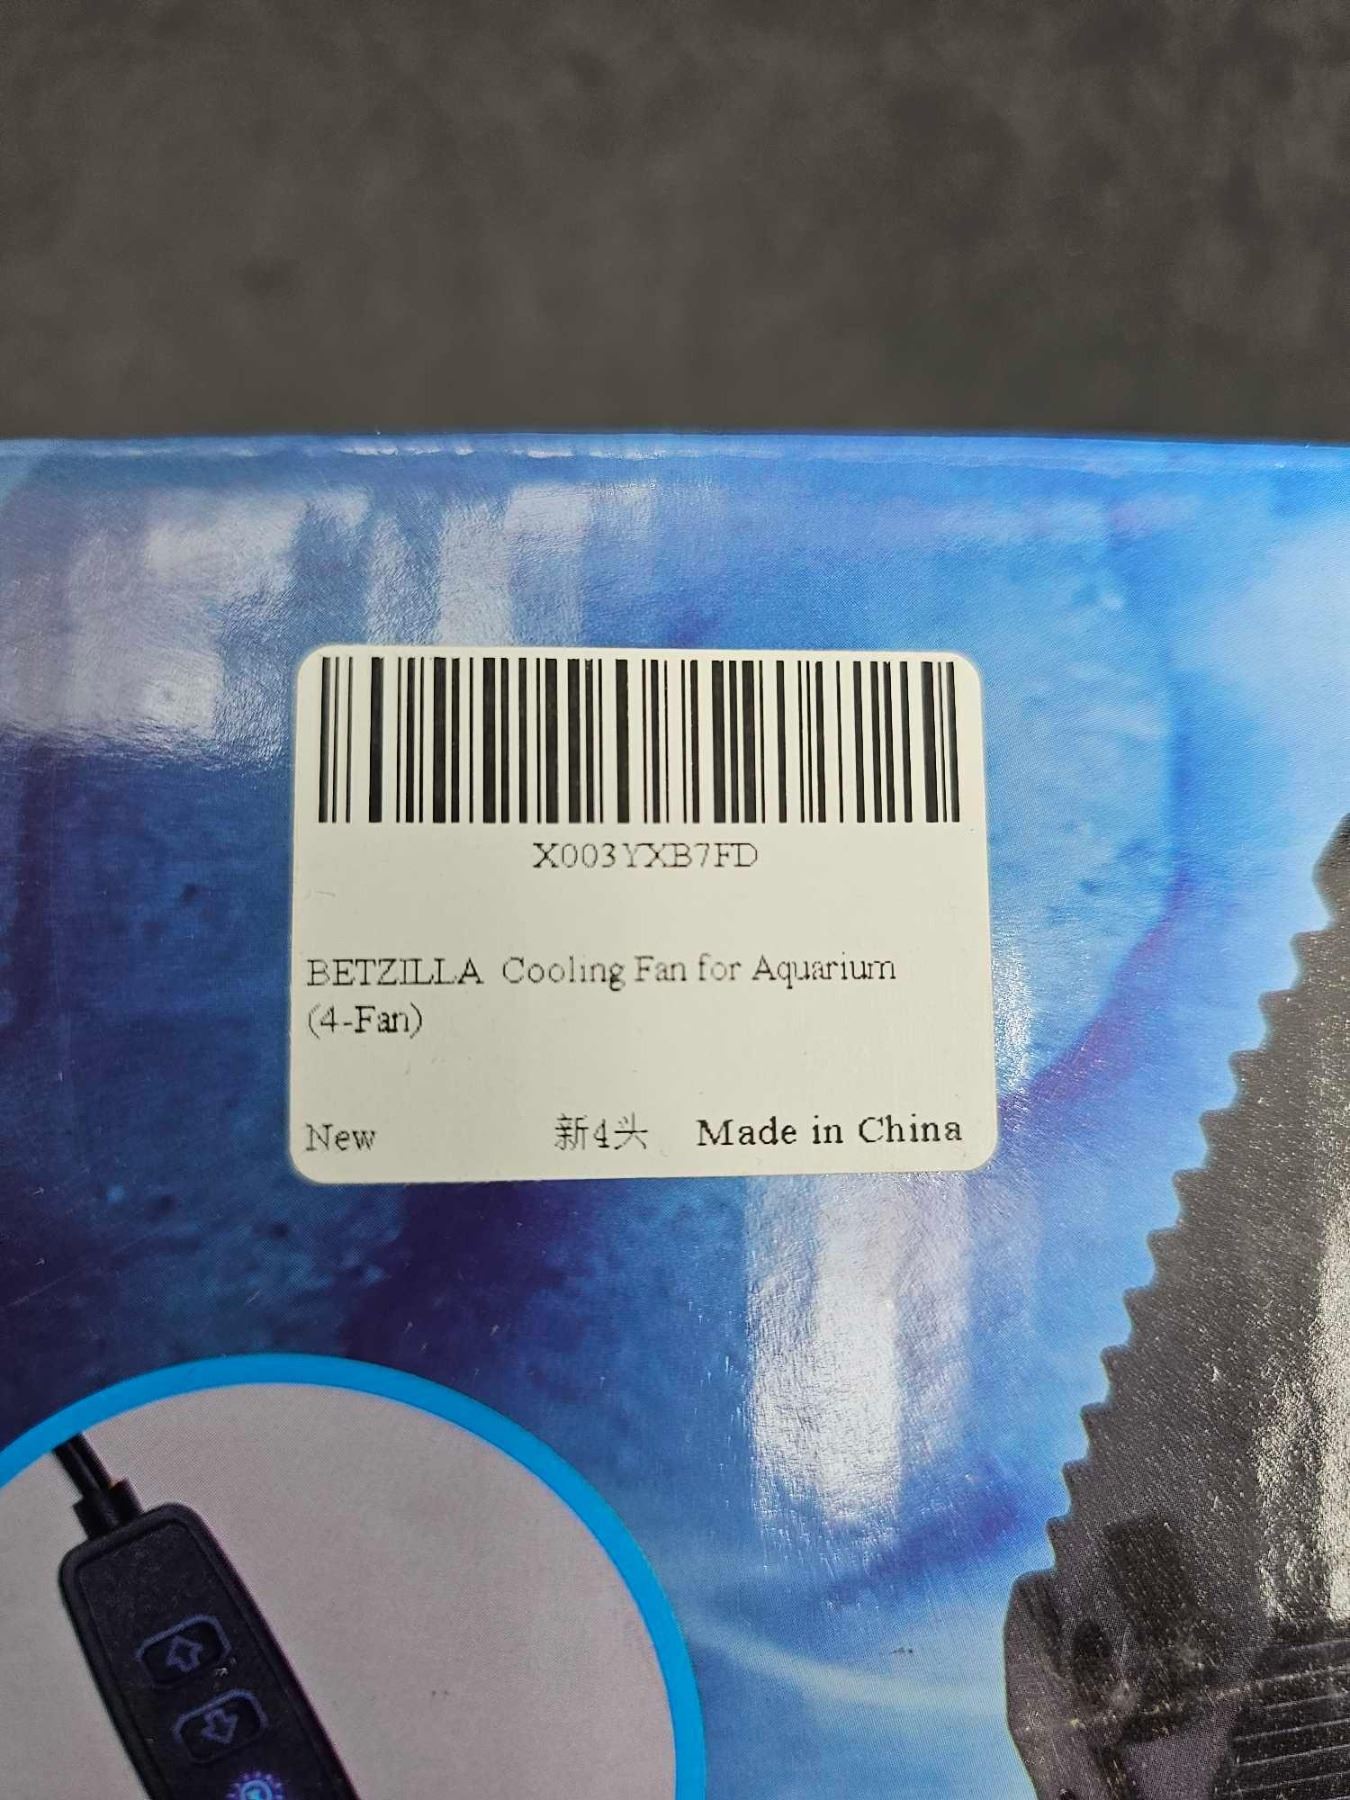 X003YXB7FD
BETZILLA Cooling Fan for Aquarium
(4-Fan)
New 新4头 Made in China